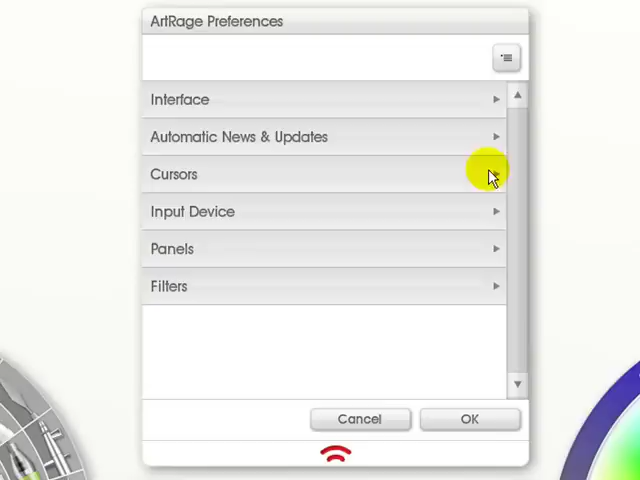 ArtRage Preferences
Interface
Automatic News & Updates
Cursors
Input Device
Panels
Filters
Cancel
OK